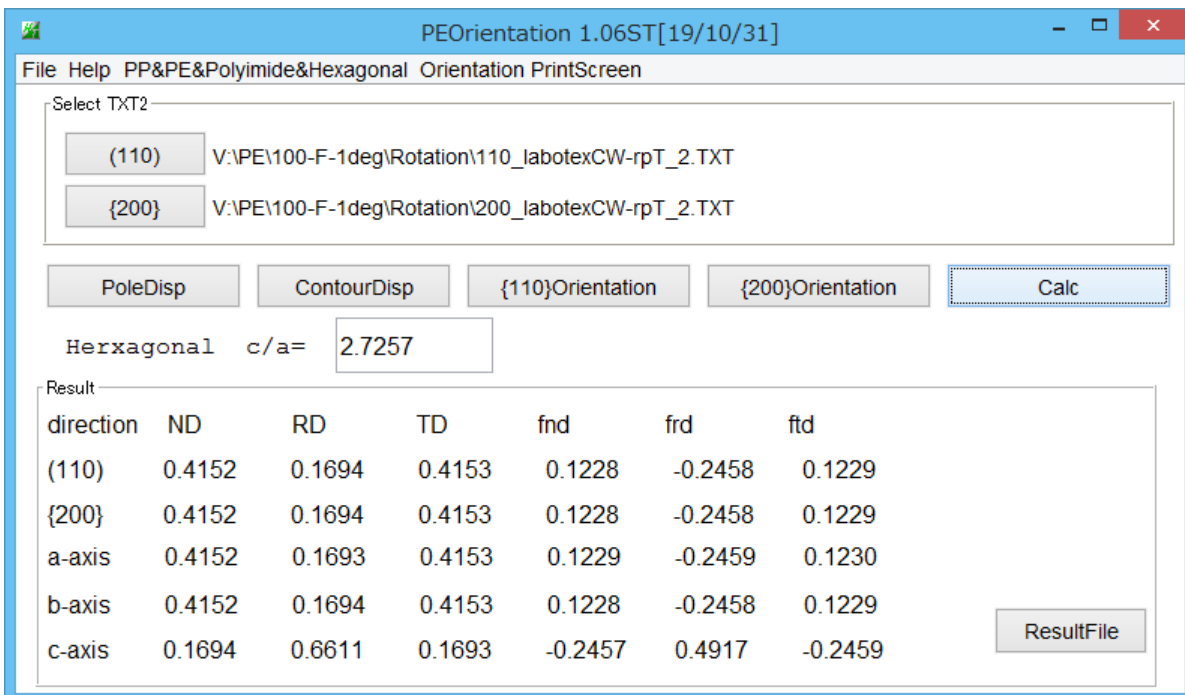 PEOrientation 1.06ST[19/10/31]
File Help PP&PE&Polyimide&Hexagonal Orientation PrintScreen
Select TXT2
(110) V:\PE\100-F-1deg\Rotation\110_labotexCW-rpT_2.TXT
{200} V:\PE\100-F-1deg\Rotation\200_labotexCW-rpT_2.TXT
PoleDisp ContourDisp {110}Orientation {200}Orientation Calc
Herxagonal c/a= 2.7257
Result
direction ND RD TD fnd frd ftd
(110) 0.4152 0.1694 0.4153 0.1228 -0.2458 0.1229
{200} 0.4152 0.1694 0.4153 0.1228 -0.2458 0.1229
a-axis 0.4152 0.1693 0.4153 0.1229 -0.2459 0.1230
b-axis 0.4152 0.1694 0.4153 0.1228 -0.2458 0.1229
c-axis 0.1694 0.6611 0.1693 -0.2457 0.4917 -0.2459
ResultFile